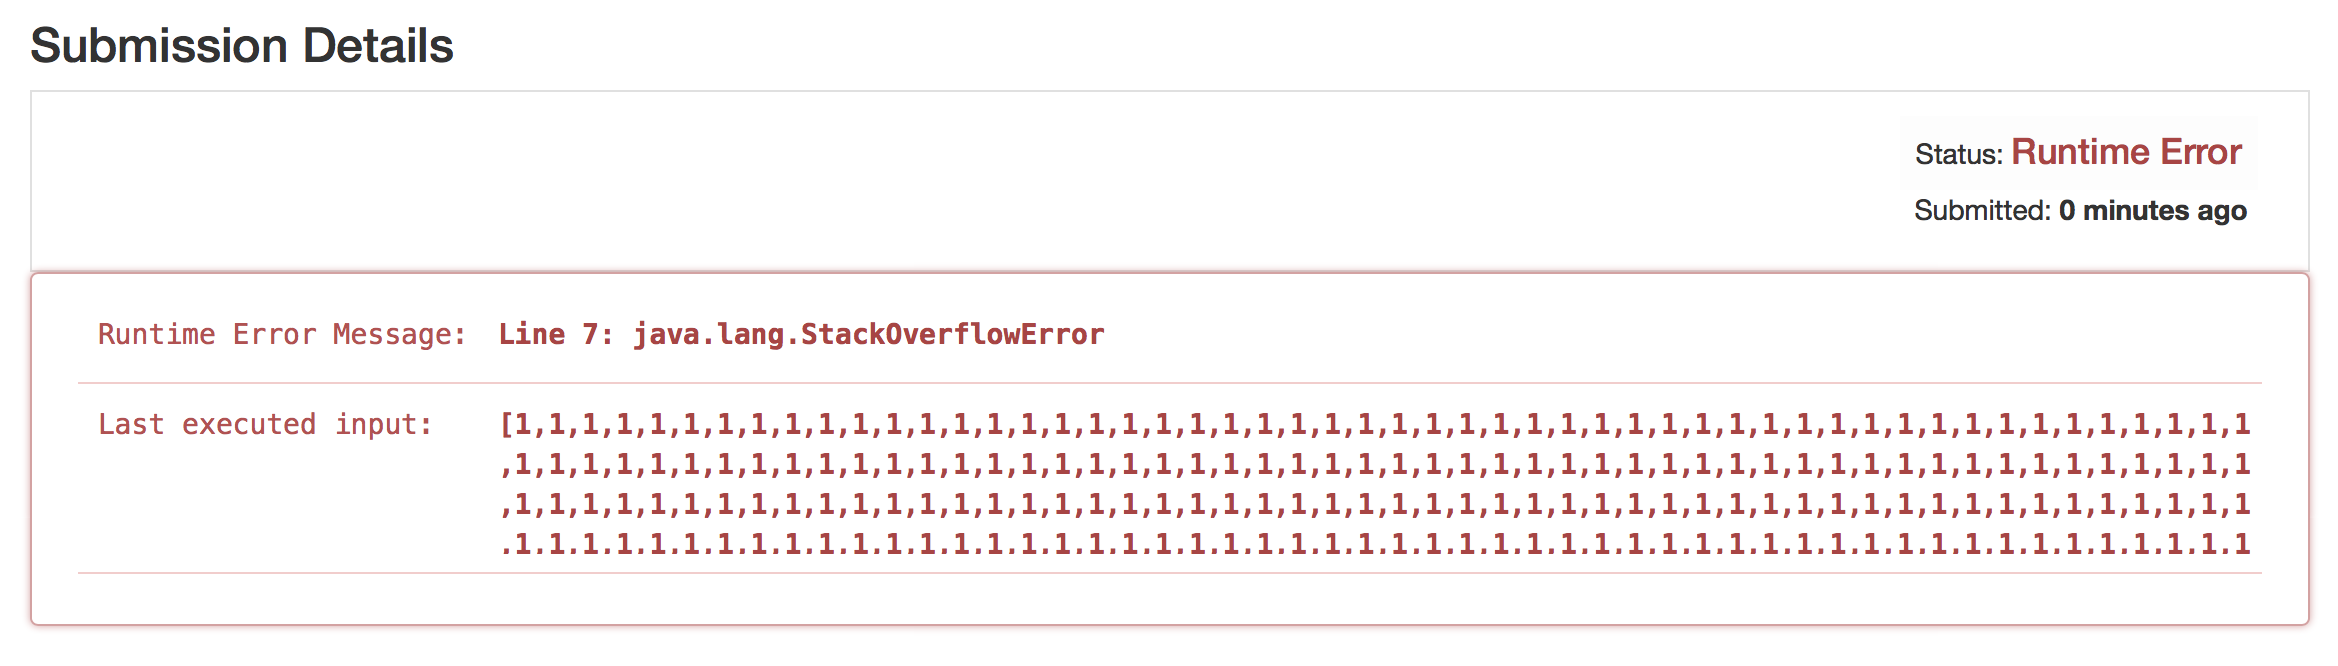 Submission Details
Status: Runtime Error
Submitted: 0 minutes ago
Runtime Error Message: Line 7: java.lang.StackOverflowError
Last executed input: [1,1,1,1,1,1,1,1,1,1,1,1,1,1,1,1,1,1,1,1,1,1,1,1,1,1,1,1,1,1,1,1,1,1,1,1,1,1,1,1,1,1,1,1,1,1,1,1,1,1,1,1
,1,1,1,1,1,1,1,1,1,1,1,1,1,1,1,1,1,1,1,1,1,1,1,1,1,1,1,1,1,1,1,1,1,1,1,1,1,1,1,1,1,1,1,1,1,1,1,1,1,1,1,1
,1,1,1,1,1,1,1,1,1,1,1,1,1,1,1,1,1,1,1,1,1,1,1,1,1,1,1,1,1,1,1,1,1,1,1,1,1,1,1,1,1,1,1,1,1,1,1,1,1,1,1,1
,1,1,1,1,1,1,1,1,1,1,1,1,1,1,1,1,1,1,1,1,1,1,1,1,1,1,1,1,1,1,1,1,1,1,1,1,1,1,1,1,1,1,1,1,1,1,1,1,1,1,1,1